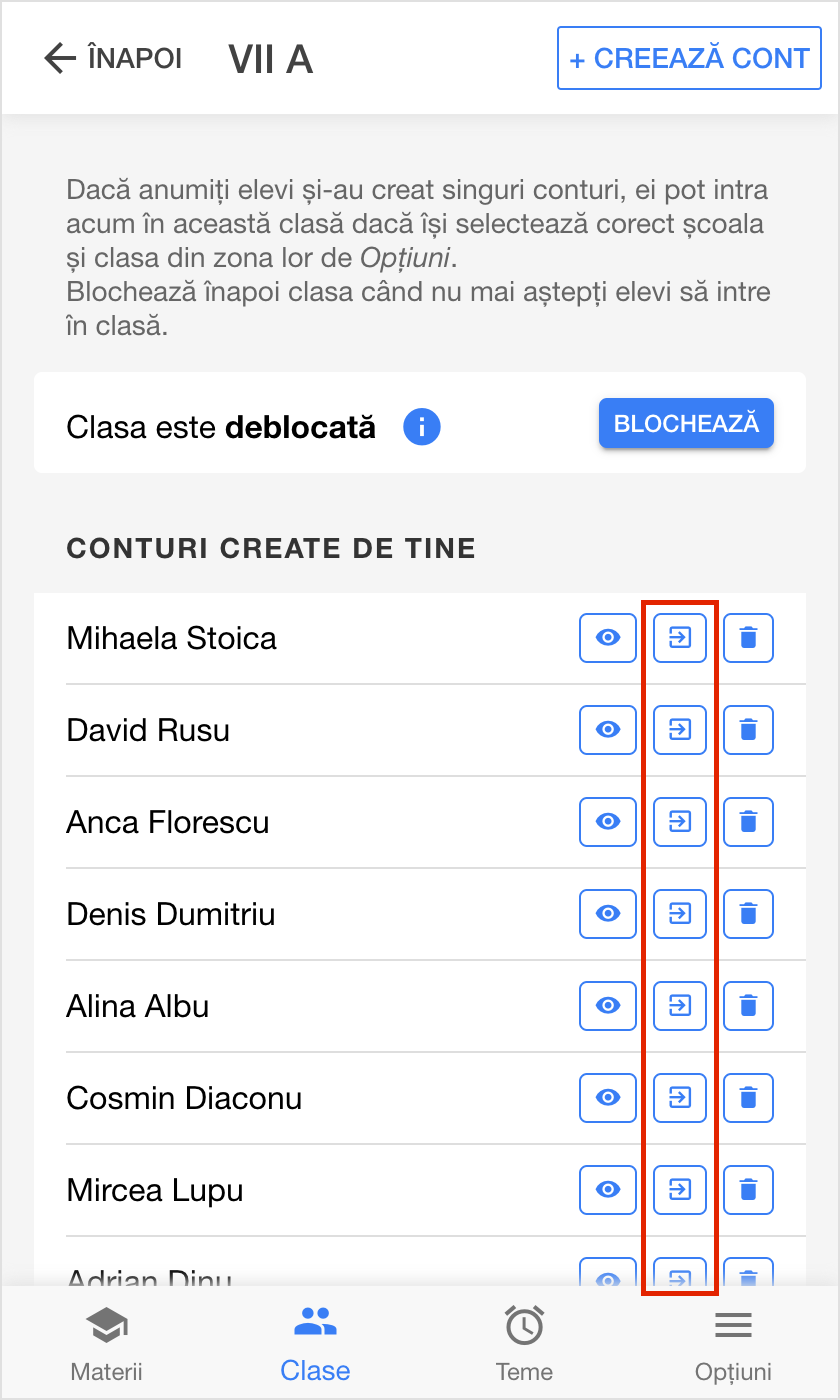 ÎNAPOI VII A + CREEAZĂ CONT
Dacă anumiți elevi și-au creat singuri conturi, ei pot intra
acum în această clasă dacă își selectează corect școala
și clasa din zona lor de Opțiuni.
Blochează înapoi clasa când nu mai aștepți elevi să intre
în clasă.
Clasa este deblocată BLOCHEAZĂ
CONTURI CREATE DE TINE
Mihaela Stoica
David Rusu
Anca Florescu
Denis Dumitriu
Alina Albu
Cosmin Diaconu
Mircea Lupu
Adrian Dinu
Materii Clase Teme Opțiuni